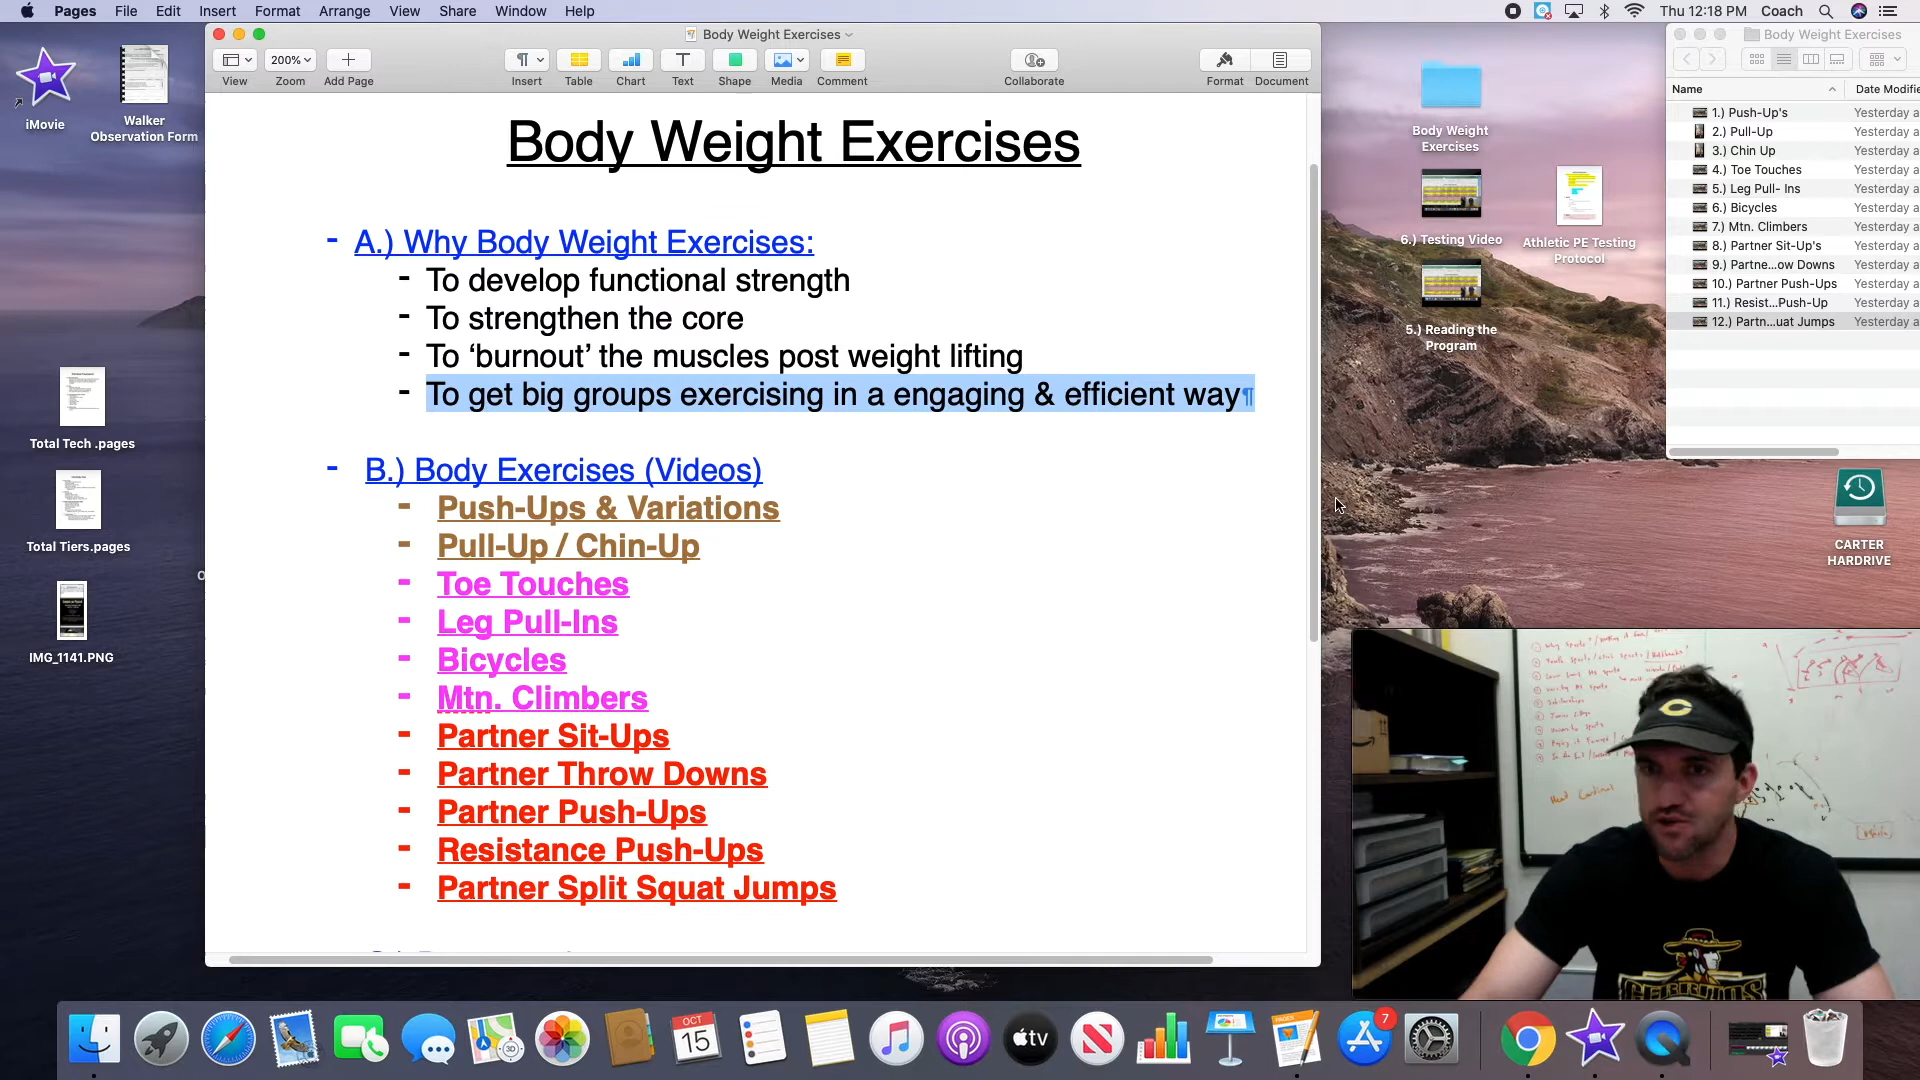 Pages File Edit Insert Format Arrange View Share Window Help
Thu 12:18 PM Coach
Body Weight Exercises
200%
View Zoom Add Page Insert Table Chart Text Shape Media Comment Collaborate Format Document
Body Weight Exercises
- A.) Why Body Weight Exercises:
- To develop functional strength
- To strengthen the core
- To ‘burnout’ the muscles post weight lifting
- To get big groups exercising in a engaging & efficient way¶
- B.) Body Exercises (Videos)
- Push-Ups & Variations
- Pull-Up / Chin-Up
- Toe Touches
- Leg Pull-Ins
- Bicycles
- Mtn. Climbers
- Partner Sit-Ups
- Partner Throw Downs
- Partner Push-Ups
- Resistance Push-Ups
- Partner Split Squat Jumps
iMovie
Walker
Observation Form
Total Tech .pages
Total Tiers.pages
IMG_1141.PNG
Body Weight
Exercises
6.) Testing Video
Athletic PE Testing
Protocol
5.) Reading the
Program
Body Weight Exercises
Name Date Modifie
1.) Push-Up's Yesterday a
2.) Pull-Up Yesterday a
3.) Chin Up Yesterday a
4.) Toe Touches Yesterday a
5.) Leg Pull- Ins Yesterday a
6.) Bicycles Yesterday a
7.) Mtn. Climbers Yesterday a
8.) Partner Sit-Up's Yesterday a
9.) Partne...ow Downs Yesterday a
10.) Partner Push-Ups Yesterday a
11.) Resist...Push-Up Yesterday a
12.) Partn...uat Jumps Yesterday a
CARTER
HARDRIVE
C
CERRITOS
OCT
15
3D
tv
7